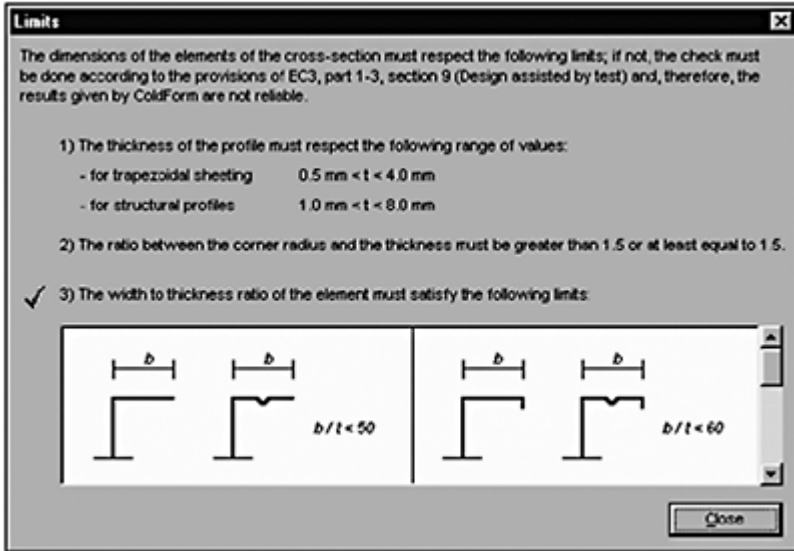 Limits
The dimensions of the elements of the cross-section must respect the following limits; if not, the check must
be done according to the provisions of EC3, part 1-3, section 9 (Design assisted by test) and, therefore, the
results given by ColdForm are not reliable.
1) The thickness of the profile must respect the following range of values:
- for trapezoidal sheeting 0.5 mm < t < 4.0 mm
- for structural profiles 1.0 mm < t < 8.0 mm
2) The ratio between the corner radius and the thickness must be greater than 1.5 or at least equal to 1.5.
3) The width to thickness ratio of the element must satisfy the following limits:
b b b b
b / t < 50 b / t < 60
Close